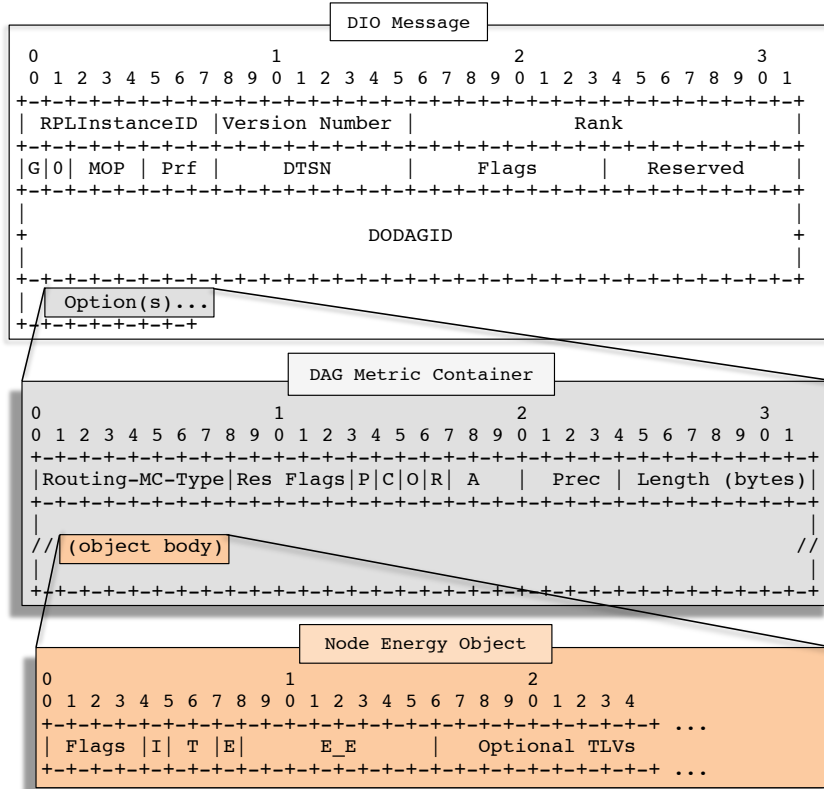 DIO Message
0                   1                   2                   3
0 1 2 3 4 5 6 7 8 9 0 1 2 3 4 5 6 7 8 9 0 1 2 3 4 5 6 7 8 9 0 1
+-+-+-+-+-+-+-+-+-+-+-+-+-+-+-+-+-+-+-+-+-+-+-+-+-+-+-+-+-+-+-+-+
| RPLInstanceID |Version Number |             Rank              |
+-+-+-+-+-+-+-+-+-+-+-+-+-+-+-+-+-+-+-+-+-+-+-+-+-+-+-+-+-+-+-+-+
|G|0| MOP | Prf |     DTSN      |     Flags     |   Reserved    |
+-+-+-+-+-+-+-+-+-+-+-+-+-+-+-+-+-+-+-+-+-+-+-+-+-+-+-+-+-+-+-+-+
|                                                               |
+                            DODAGID                            +
|                                                               |
+-+-+-+-+-+-+-+-+-+-+-+-+-+-+-+-+-+-+-+-+-+-+-+-+-+-+-+-+-+-+-+-+
|  Option(s)...
+-+-+-+-+-+-+-+
DAG Metric Container
0                   1                   2                   3
0 1 2 3 4 5 6 7 8 9 0 1 2 3 4 5 6 7 8 9 0 1 2 3 4 5 6 7 8 9 0 1
+-+-+-+-+-+-+-+-+-+-+-+-+-+-+-+-+-+-+-+-+-+-+-+-+-+-+-+-+-+-+-+-+
|Routing-MC-Type|Res Flags|P|C|O|R| A   |  Prec | Length (bytes)|
+-+-+-+-+-+-+-+-+-+-+-+-+-+-+-+-+-+-+-+-+-+-+-+-+-+-+-+-+-+-+-+-+
|                                                               |
// (object body)                                               //
|                                                               |
+-+-+-+-+-+-+-+-+-+-+-+-+-+-+-+-+-+-+-+-+-+-+-+-+-+-+-+-+-+-+-+-+
Node Energy Object
0                   1                   2
0 1 2 3 4 5 6 7 8 9 0 1 2 3 4 5 6 7 8 9 0 1 2 3 4
+-+-+-+-+-+-+-+-+-+-+-+-+-+-+-+-+-+-+-+-+-+-+-+-+-+ ...
| Flags |I| T |E|      E_E      |   Optional TLVs
+-+-+-+-+-+-+-+-+-+-+-+-+-+-+-+-+-+-+-+-+-+-+-+-+-+ ...